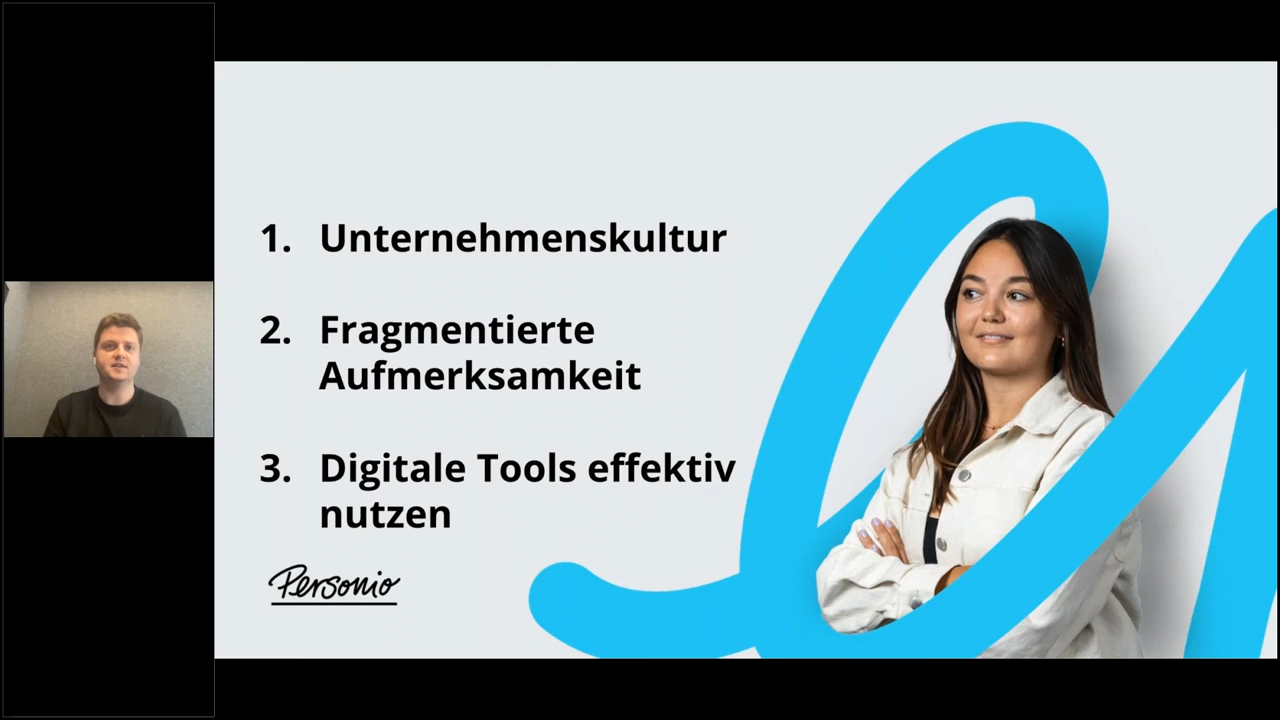 1. Unternehmenskultur
2. Fragmentierte
Aufmerksamkeit
3. Digitale Tools effektiv
nutzen
Personio